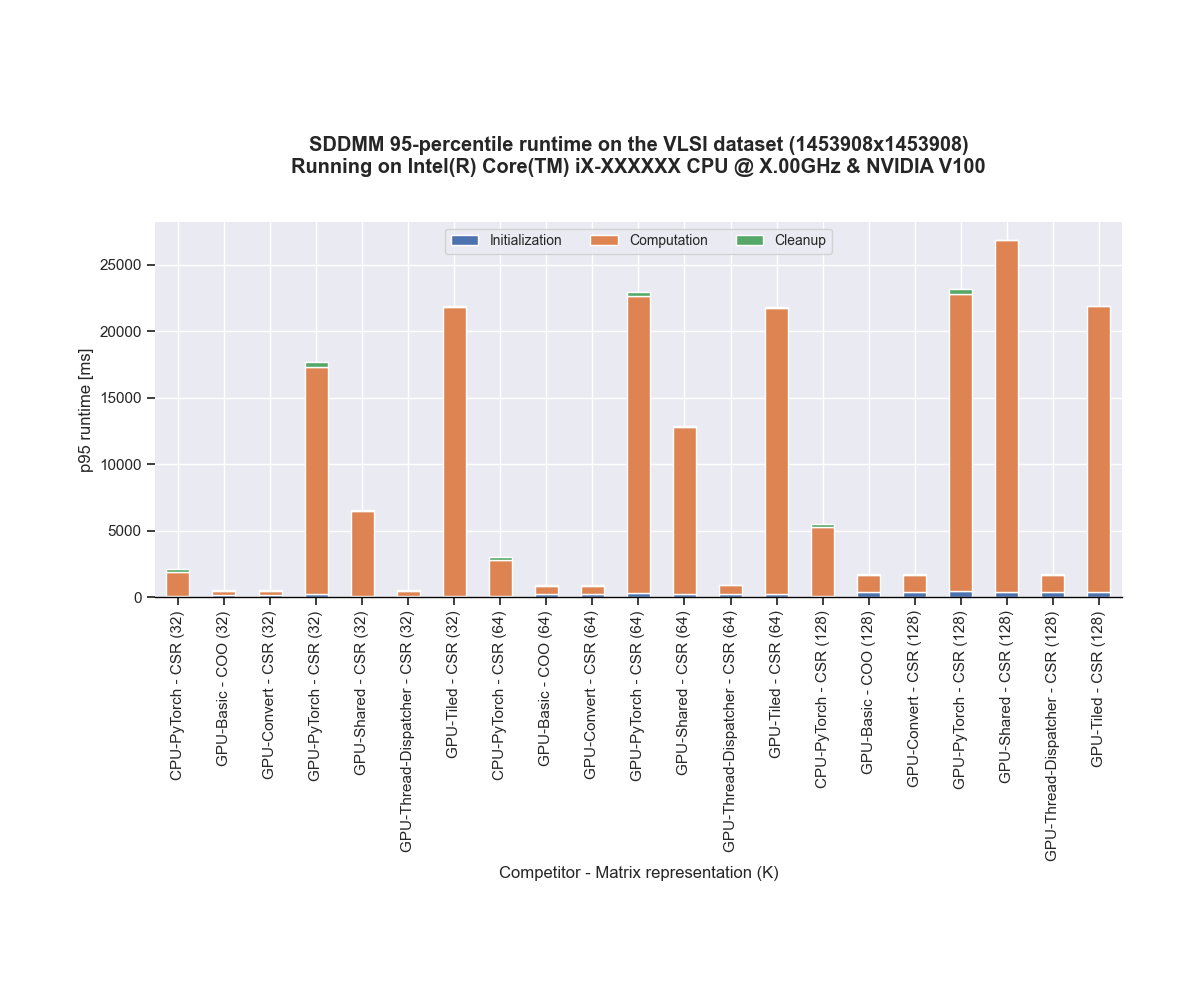 SDDMM 95-percentile runtime on the VLSI dataset (1453908x1453908)
Running on Intel(R) Core(TM) iX-XXXXXX CPU @ X.00GHz & NVIDIA V100
Initialization
Computation
Cleanup
p95 runtime [ms]
25000
20000
15000
10000
5000
0
CPU-PyTorch - CSR (32)
GPU-Basic - COO (32)
GPU-Convert - CSR (32)
GPU-PyTorch - CSR (32)
GPU-Shared - CSR (32)
GPU-Thread-Dispatcher - CSR (32)
GPU-Tiled - CSR (32)
CPU-PyTorch - CSR (64)
GPU-Basic - COO (64)
GPU-Convert - CSR (64)
GPU-PyTorch - CSR (64)
GPU-Shared - CSR (64)
GPU-Thread-Dispatcher - CSR (64)
GPU-Tiled - CSR (64)
CPU-PyTorch - CSR (128)
GPU-Basic - COO (128)
GPU-Convert - CSR (128)
GPU-PyTorch - CSR (128)
GPU-Shared - CSR (128)
GPU-Thread-Dispatcher - CSR (128)
GPU-Tiled - CSR (128)
Competitor - Matrix representation (K)